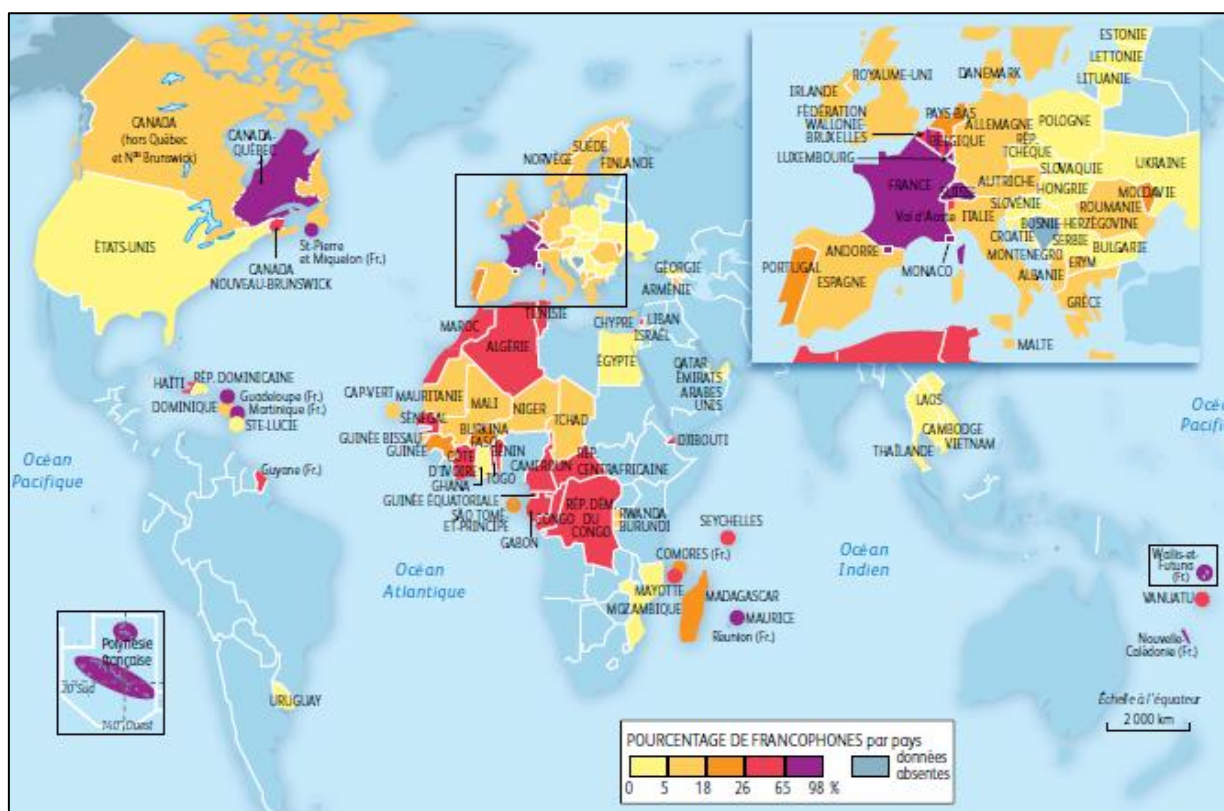 CANADA
(hors Québec
et Nᵃᵘ Brunswick)
CANADA-
QUÉBEC
ÉTATS-UNIS
St-Pierre
et Miquelon (Fr.)
CANADA
NOUVEAU-BRUNSWICK
HAÏTI
RÉP. DOMINICAINE
Guadeloupe (Fr.)
DOMINIQUE
Martinique (Fr.)
STE-LUCIE
Guyane (Fr.)
Océan
Pacifique
Polynésie
française
20° Sud
140° Ouest
URUGUAY
NORVÈGE
SUÈDE
FINLANDE
GÉORGIE
ARMÉNIE
CHYPRE
LIBAN
ISRAËL
ÉGYPTE
QATAR
ÉMIRATS
ARABES
UNIS
MAROC
TUNISIE
ALGÉRIE
CAP-VERT
MAURITANIE
MALI
NIGER
TCHAD
SÉNÉGAL
GUINÉE BISSAU
GUINÉE
BURKINA
FASO
CÔTE
D'IVOIRE
GHANA
TOGO
BÉNIN
CAMEROUN
RÉP.
CENTRAFRICAINE
DJIBOUTI
GUINÉE ÉQUATORIALE
SAO TOMÉ-
ET-PRINCIPE
GABON
CONGO
RÉP. DÉM.
DU
CONGO
RWANDA
BURUNDI
SEYCHELLES
COMORES (Fr.)
MAYOTTE
MOZAMBIQUE
MADAGASCAR
MAURICE
Réunion (Fr.)
Océan
Atlantique
Océan
Indien
LAOS
CAMBODGE
VIETNAM
THAÏLANDE
Océan
Pacifi
Wallis-et-
Futuna
(Fr.)
VANUATU
Nouvelle-
Calédonie (Fr.)
Échelle à l'équateur
2 000 km
ESTONIE
LETTONIE
LITUANIE
ROYAUME-UNI
DANEMARK
IRLANDE
FÉDÉRATION
WALLONIE-
BRUXELLES
PAYS-BAS
BELGIQUE
ALLEMAGNE
POLOGNE
LUXEMBOURG
RÉP.
TCHÈQUE
UKRAINE
SLOVAQUIE
FRANCE
SUISSE
AUTRICHE
HONGRIE
MOLDAVIE
ROUMANIE
SLOVÉNIE
Val d'Aoste
ITALIE
BOSNIE-HERZÉGOVINE
CROATIE
SERBIE
BULGARIE
MONTENEGRO
ERYM
ALBANIE
ANDORRE
MONACO
PORTUGAL
ESPAGNE
GRÈCE
MALTE
POURCENTAGE DE FRANCOPHONES par pays
0 5 18 26 65 98 %
données
absentes